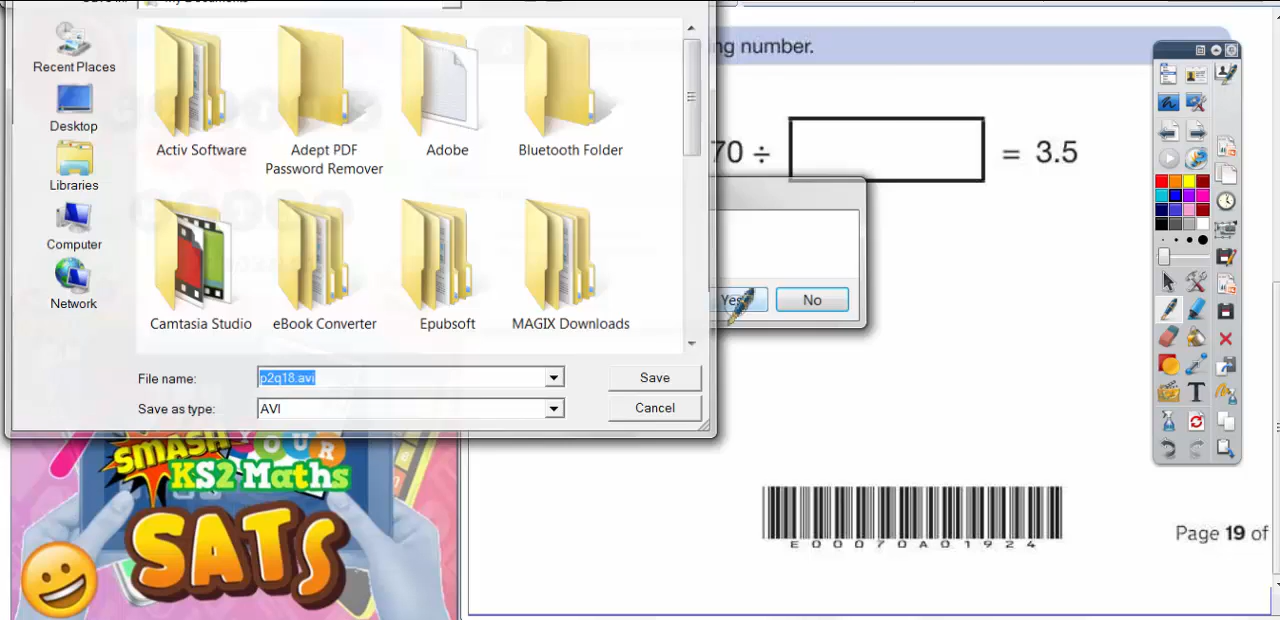 ing number.
Recent Places
Desktop
Libraries
Computer
Network
Activ Software
Adept PDF
Password Remover
Adobe
Bluetooth Folder
Camtasia Studio
eBook Converter
Epubsoft
MAGIX Downloads
File name:
p2q18.avi
Save
Save as type:
AVI
Cancel
70 ÷
= 3.5
Yes
No
T
SMASH YOUR
KS2 Maths
SATS
E00070A01924
Page 19 of